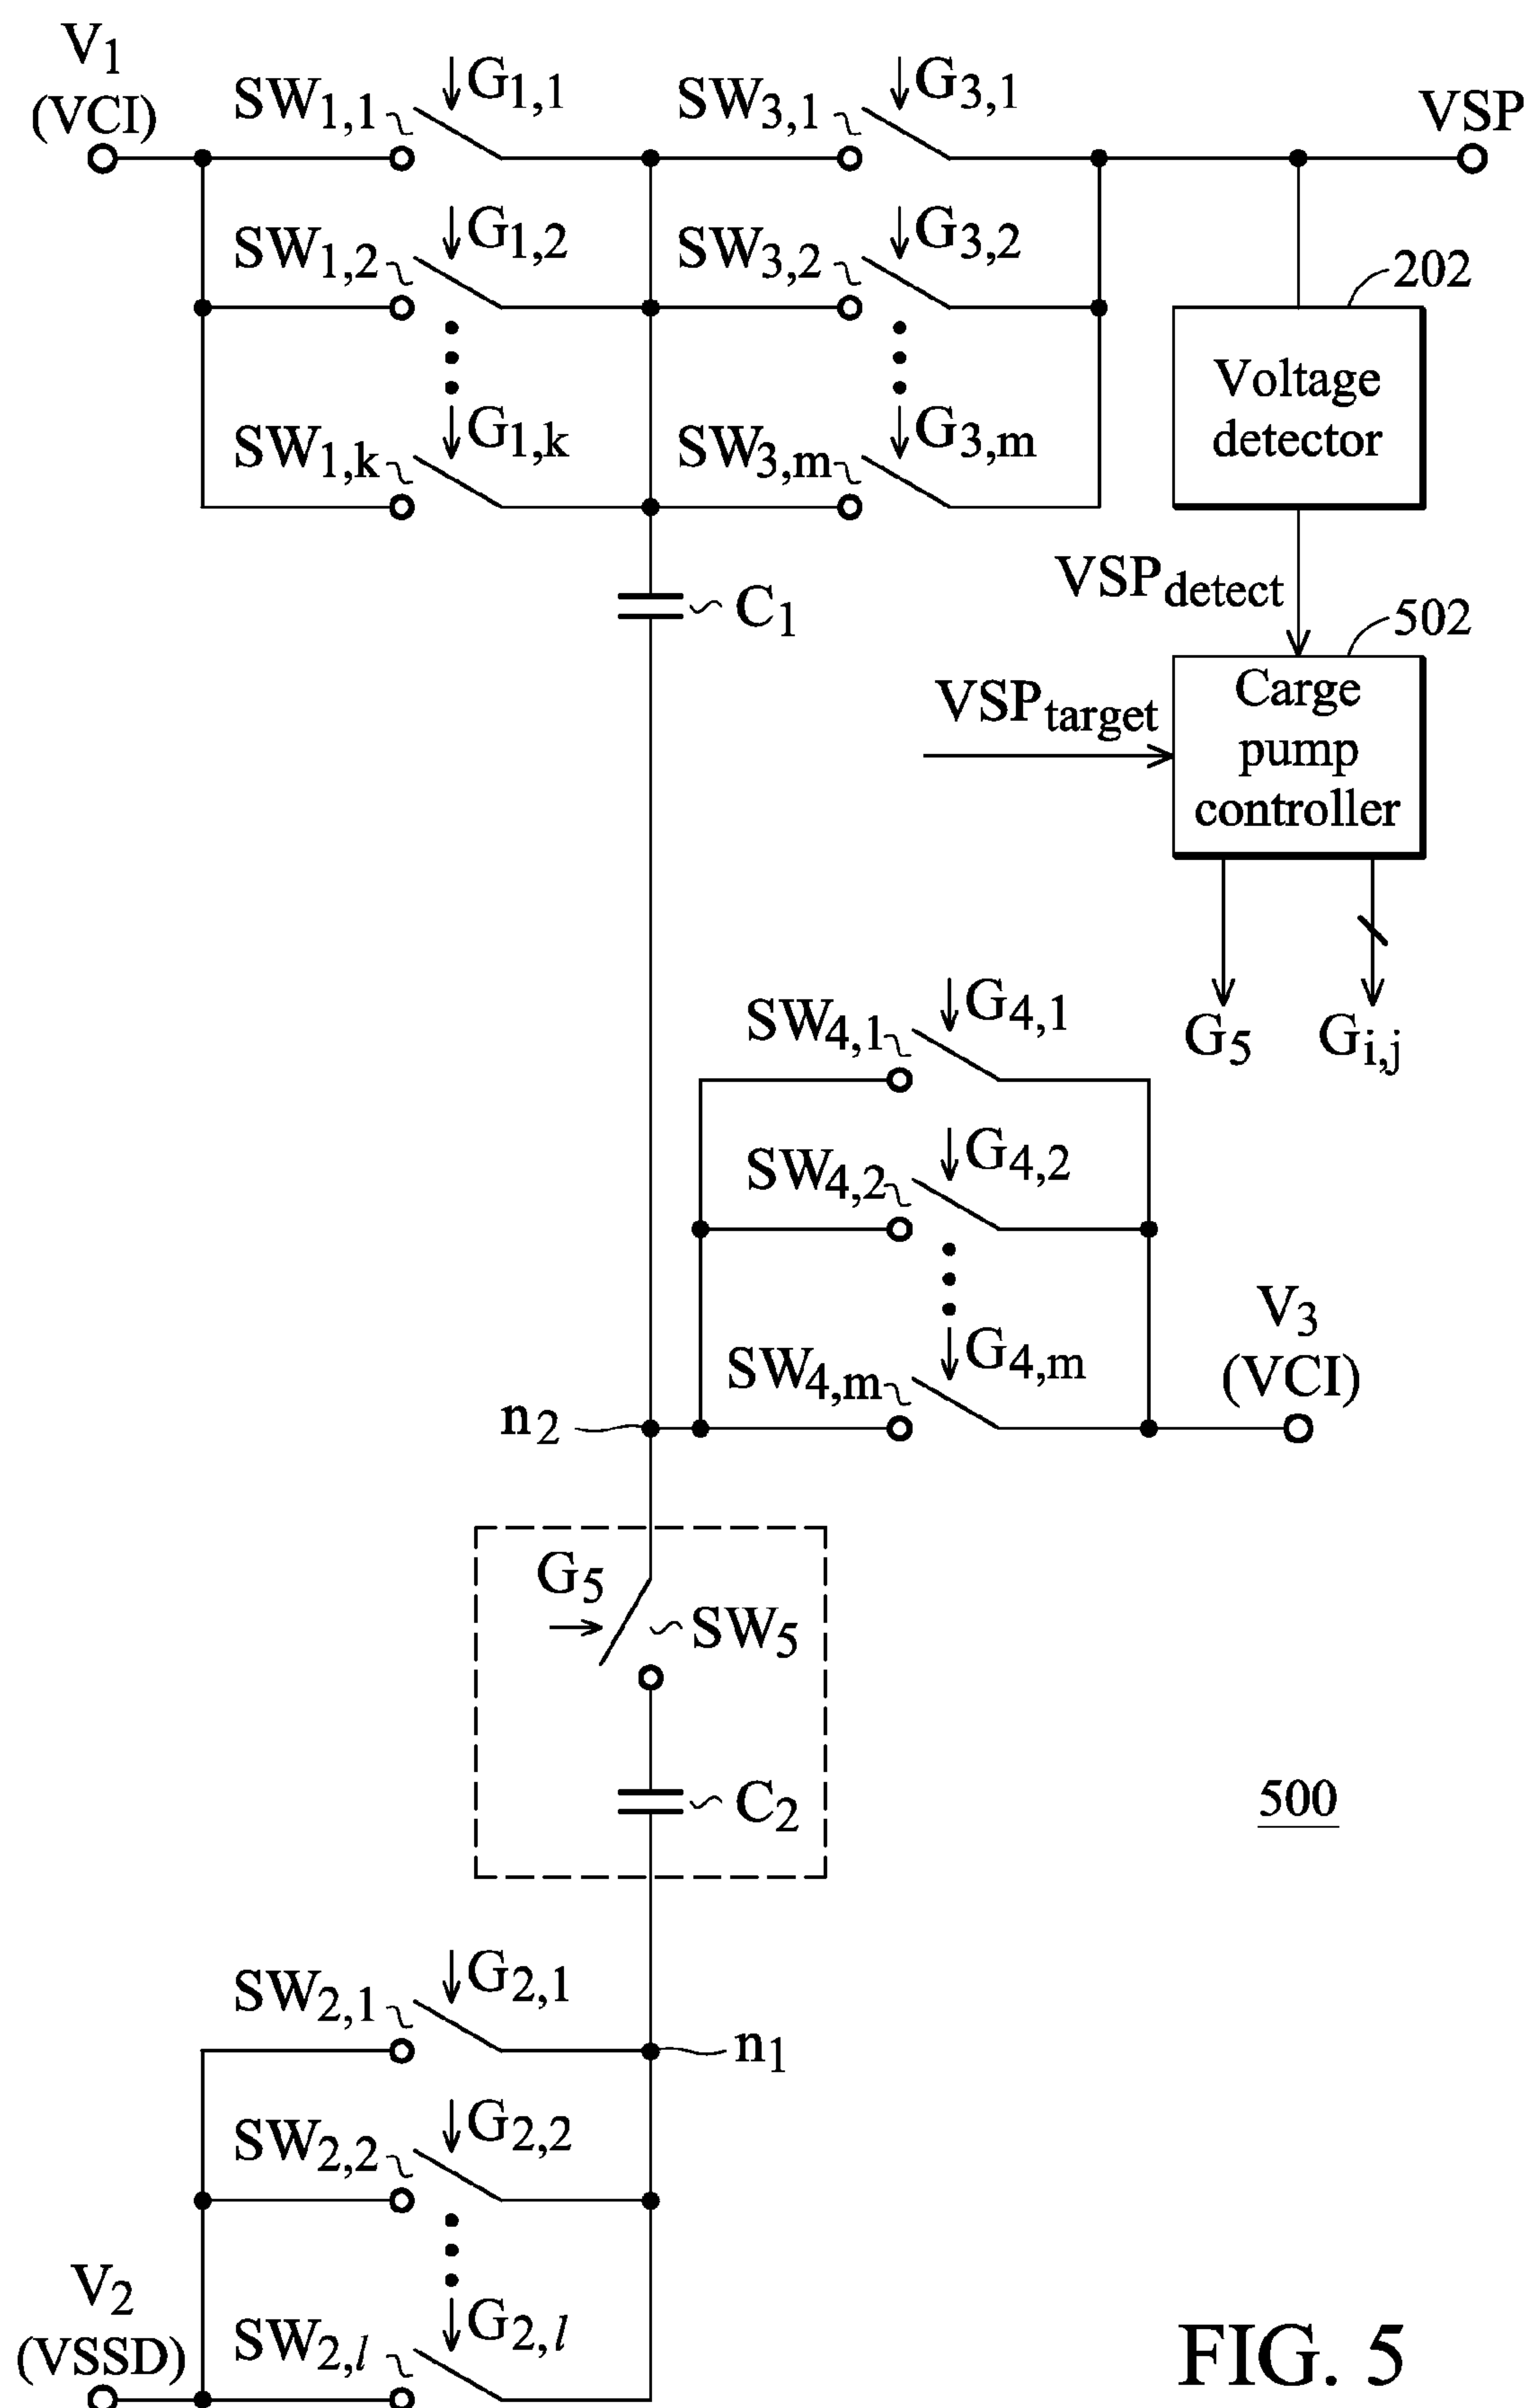 V1
(VCI)
SW1,1
G1,1
SW3,1
G3,1
VSP
SW1,2
G1,2
SW3,2
G3,2
202
Voltage
detector
SW1,k
G1,k
SW3,m
G3,m
VSPdetect
C1
502
VSPtarget
Carge
pump
controller
G5
Gi,j
SW4,1
G4,1
SW4,2
G4,2
SW4,m
G4,m
V3
(VCI)
n2
G5
SW5
C2
500
SW2,1
G2,1
n1
SW2,2
G2,2
V2
(VSSD)
SW2,l
G2,l
FIG. 5